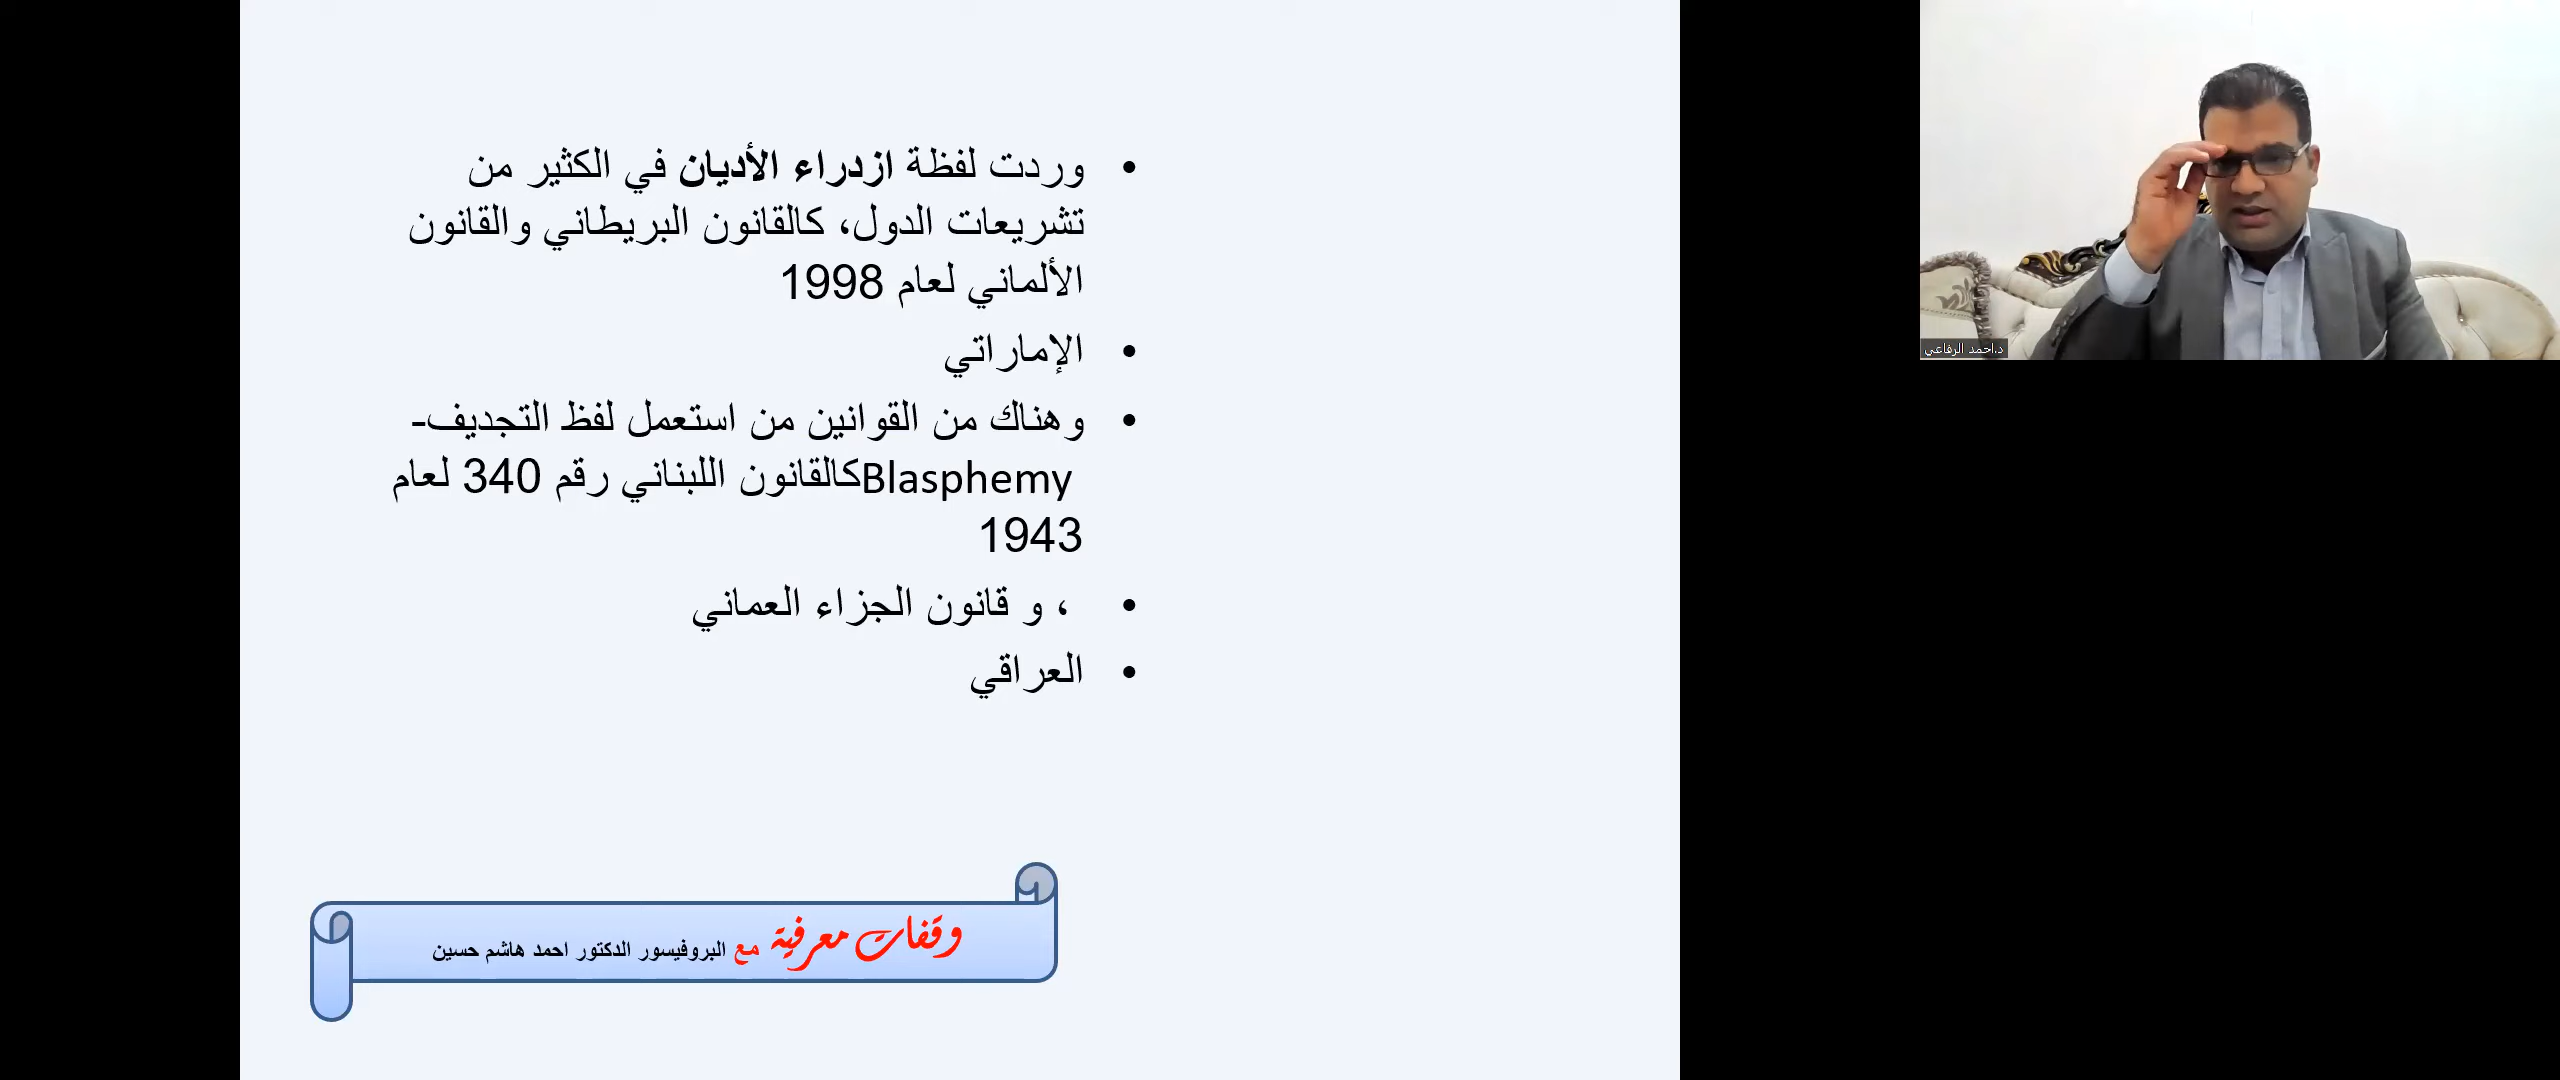 • وردت لفظة ازدراء الأديان في الكثير من
تشريعات الدول، كالقانون البريطاني والقانون
الألماني لعام 1998
• الإماراتي
• وهناك من القوانين من استعمل لفظ التجديف-
Blasphemyكالقانون اللبناني رقم 340 لعام
1943
• ، و قانون الجزاء العماني
• العراقي
وقفات معرفية مع البروفيسور الدكتور احمد هاشم حسين
د.احمد الرفاعي